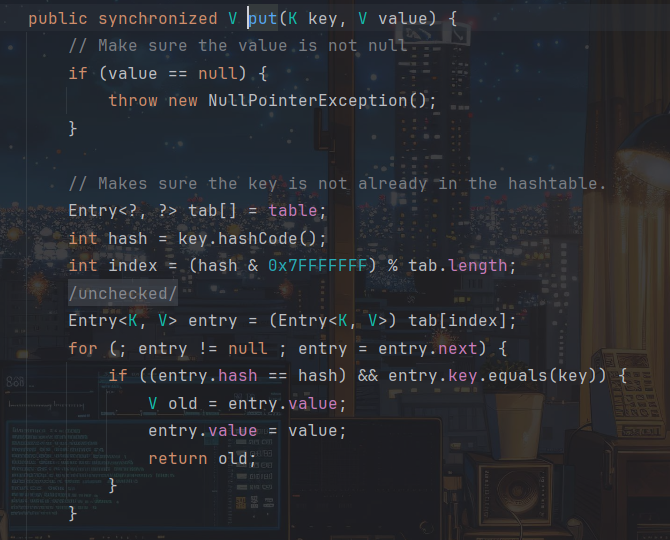 public synchronized V put(K key, V value) {
// Make sure the value is not null
if (value == null) {
throw new NullPointerException();
}
// Makes sure the key is not already in the hashtable.
Entry<?, ?> tab[] = table;
int hash = key.hashCode();
int index = (hash & 0x7FFFFFFF) % tab.length;
/unchecked/
Entry<K, V> entry = (Entry<K, V>) tab[index];
for (; entry != null ; entry = entry.next) {
if ((entry.hash == hash) && entry.key.equals(key)) {
V old = entry.value;
entry.value = value;
return old;
}
}